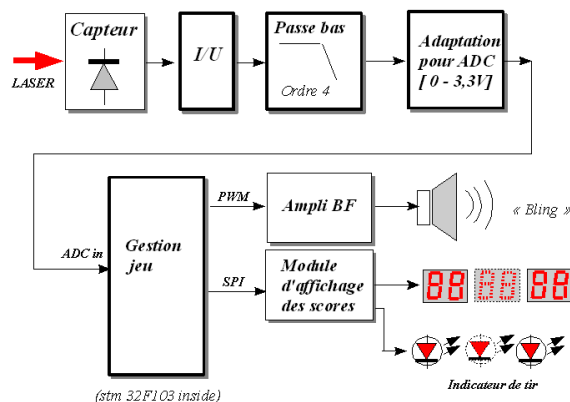 Capteur
LASER
I/U
Passe bas
Ordre 4
Adaptation
pour ADC
[ 0 - 3,3V]
ADC in
Gestion
jeu
(stm 32F103 inside)
PWM
Ampli BF
« Bling »
SPI
Module
d'affichage
des scores
88 88 88
Indicateur de tir